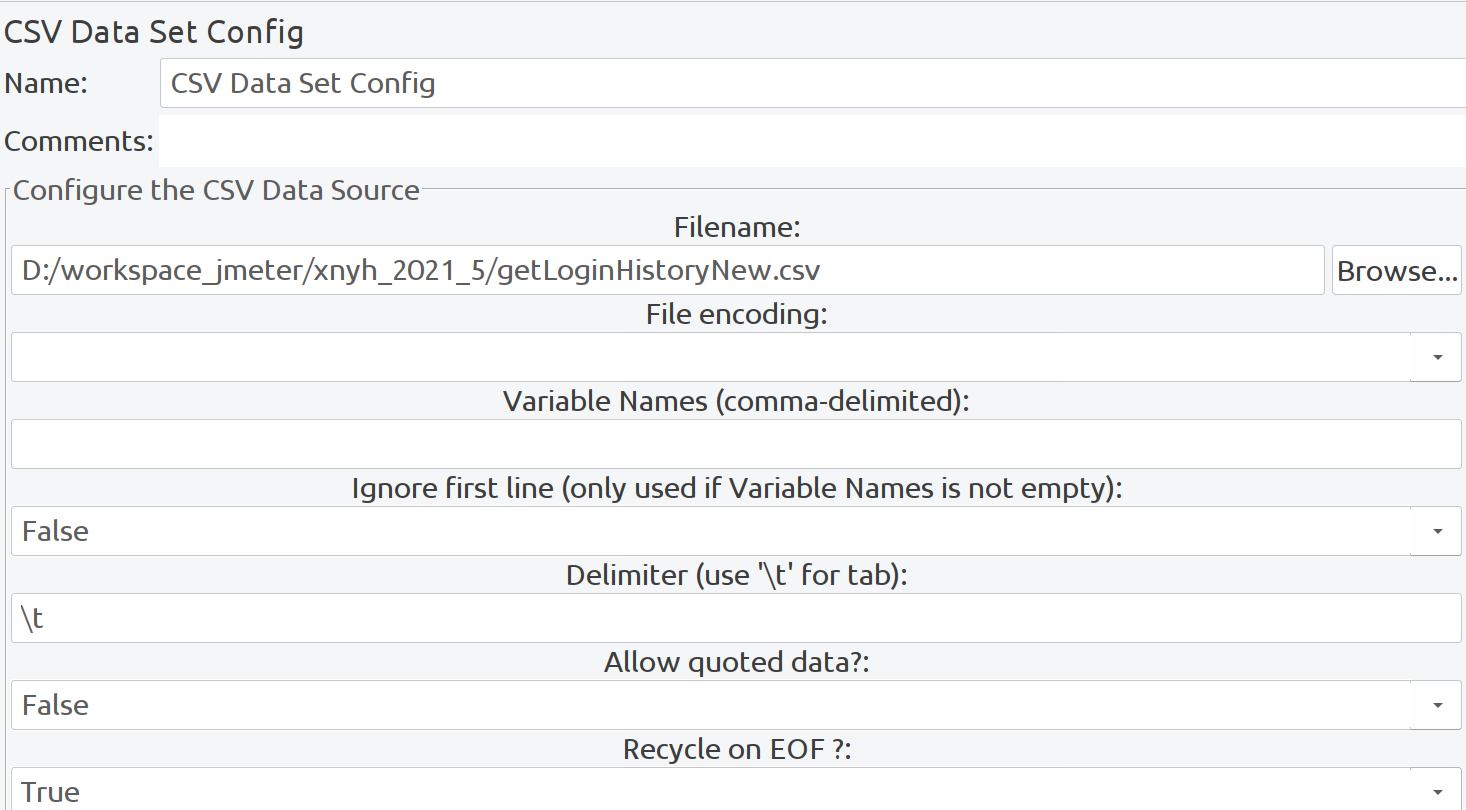 CSV Data Set Config
Name: CSV Data Set Config
Comments:
Configure the CSV Data Source
Filename:
D:/workspace_jmeter/xnyh_2021_5/getLoginHistoryNew.csv Browse...
File encoding:
Variable Names (comma-delimited):
Ignore first line (only used if Variable Names is not empty):
False
Delimiter (use '\t' for tab):
\t
Allow quoted data?:
False
Recycle on EOF ?:
True